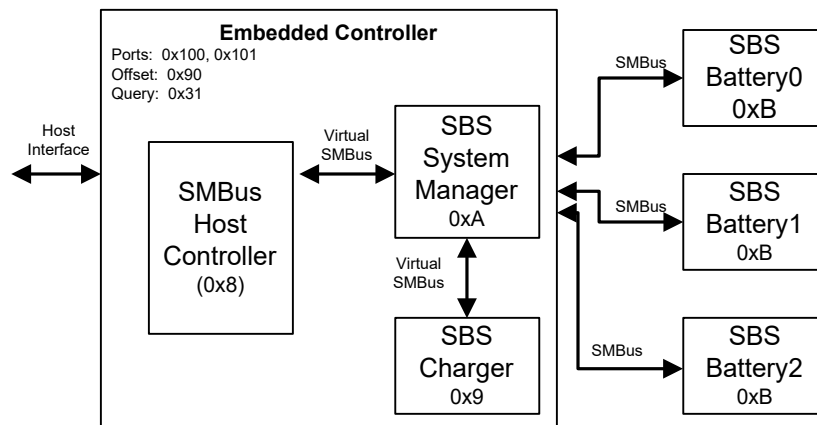 Embedded Controller
Ports: 0x100, 0x101
Offset: 0x90
Query: 0x31
Host
Interface
SMBus
Host
Controller
(0x8)
Virtual
SMBus
SBS
System
Manager
0xA
Virtual
SMBus
SBS
Charger
0x9
SMBus
SBS
Battery0
0xB
SMBus
SBS
Battery1
0xB
SMBus
SBS
Battery2
0xB